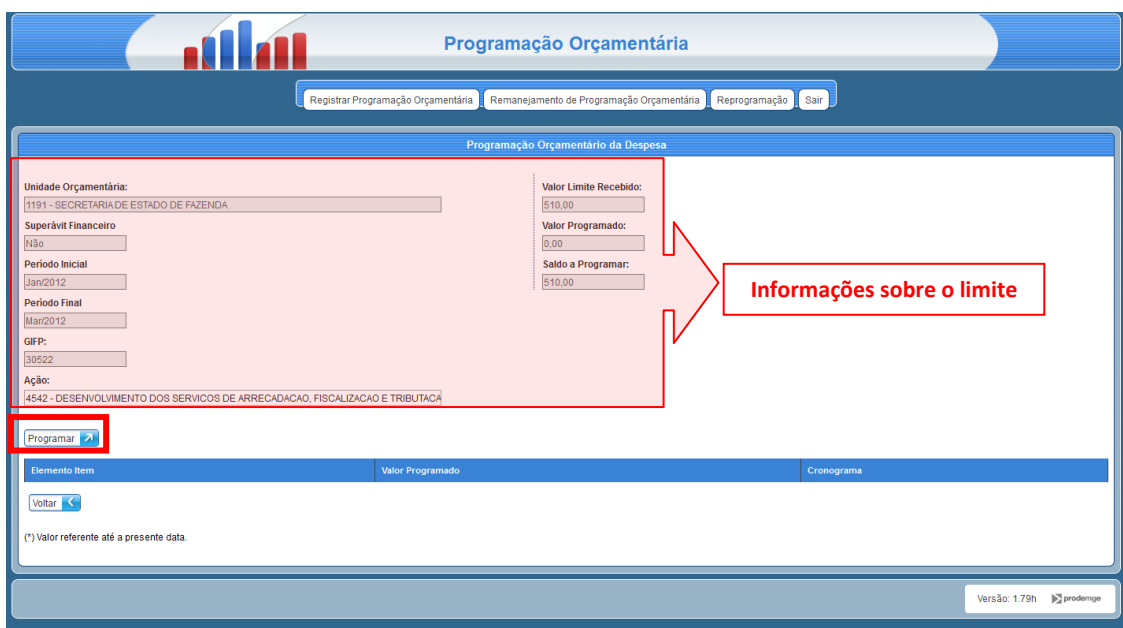 Programação Orçamentária
Registrar Programação Orçamentária Remanejamento de Programação Orçamentária Reprogramação Sair
Programação Orçamentário da Despesa
Unidade Orçamentária:
1191 - SECRETARIA DE ESTADO DE FAZENDA
Superávit Financeiro
Não
Periodo Inicial
Jan/2012
Periodo Final
Mar/2012
GIFP:
30522
Ação:
4542 - DESENVOLVIMENTO DOS SERVICOS DE ARRECADACAO, FISCALIZACAO E TRIBUTACA
Valor Limite Recebido:
510,00
Valor Programado:
0,00
Saldo a Programar:
510,00
Informações sobre o limite
Programar
Elemento Item Valor Programado Cronograma
Voltar
(*) Valor referente até a presente data.
Versão: 1.79h prodemge